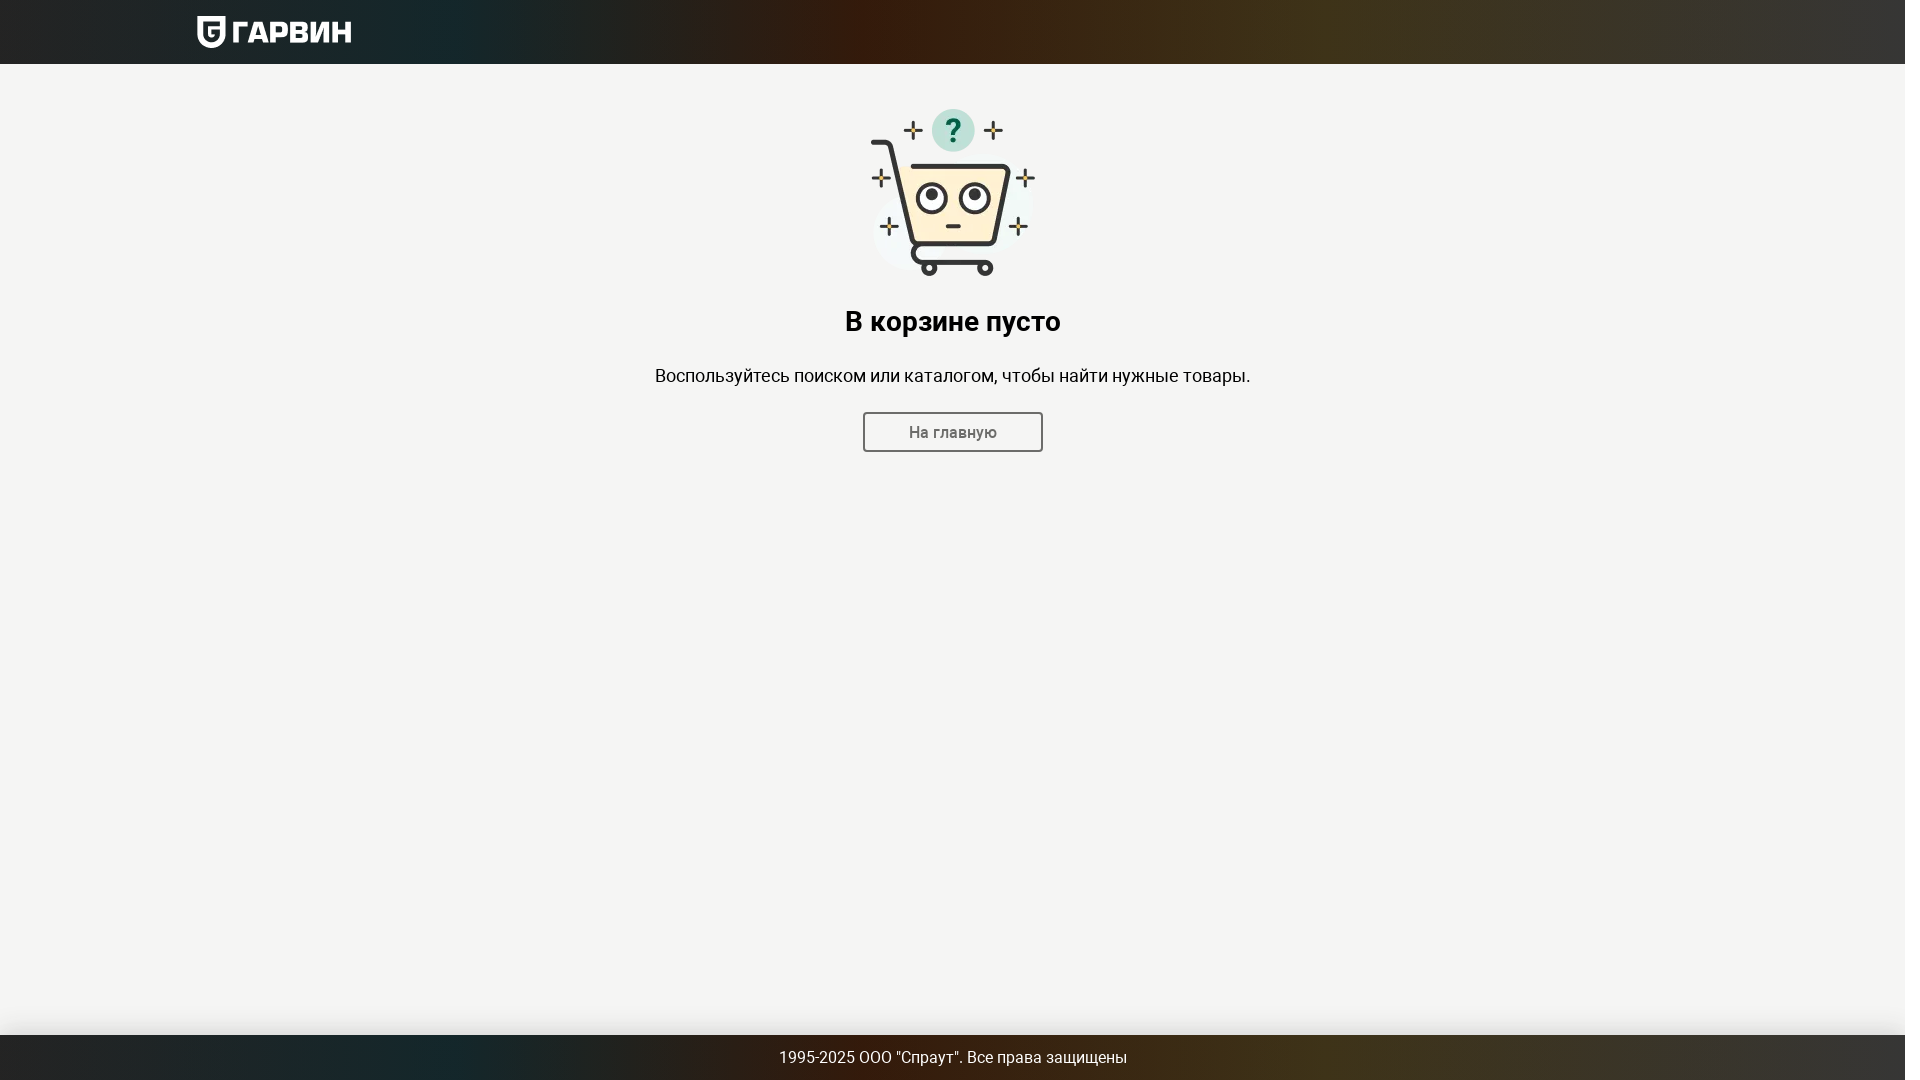 ГАРВИН
?
В корзине пусто
Воспользуйтесь поиском или каталогом, чтобы найти нужные товары.
На главную
1995-2025 ООО "Спраут". Все права защищены